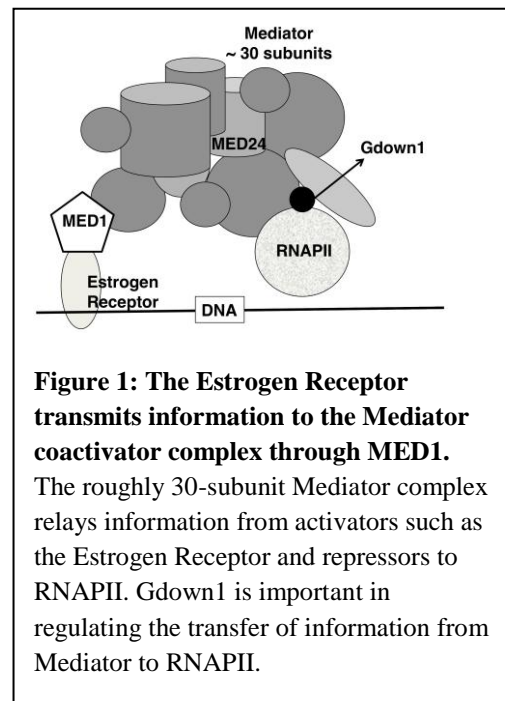 Mediator
~ 30 subunits
MED24
Gdown1
MED1
RNAPII
Estrogen
Receptor
DNA
Figure 1: The Estrogen Receptor
transmits information to the Mediator
coactivator complex through MED1.
The roughly 30-subunit Mediator complex
relays information from activators such as
the Estrogen Receptor and repressors to
RNAPII. Gdown1 is important in
regulating the transfer of information from
Mediator to RNAPII.